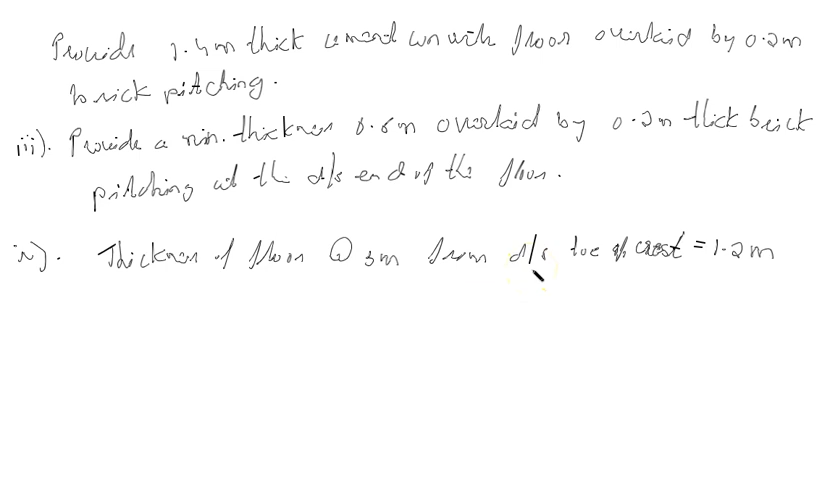 Provide 1.4m thick cement con with floor overlaid by 0.2m
brick pitching.
iii). Provide a min. thickness 0.6m overlaid by 0.2m thick brick
pitching at the d/s end of the floor.
iv). Thickness of floor @ 3m from d/s toe of crest = 1.2m